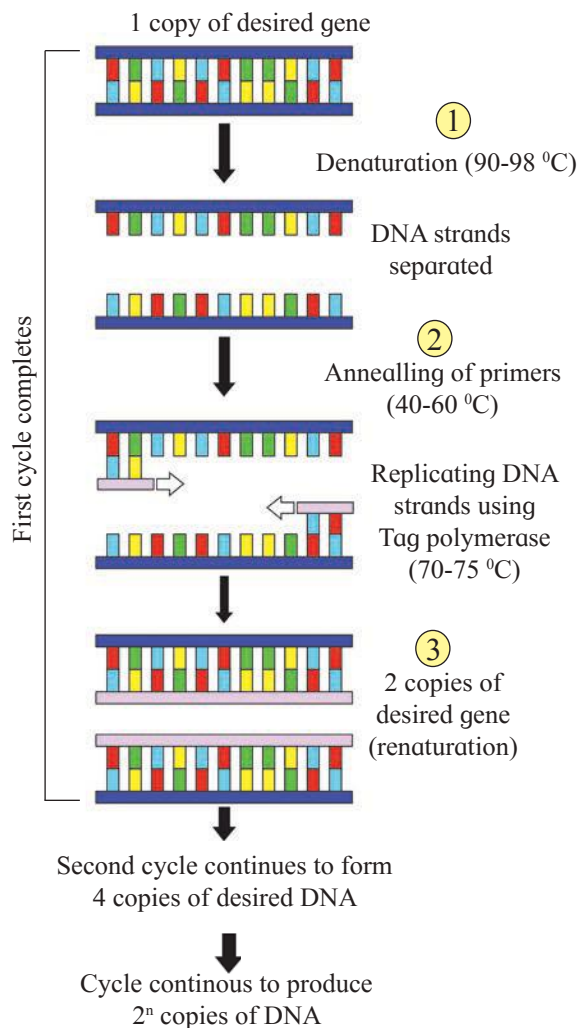 1 copy of desired gene
1
Denaturation (90-98 ⁰C)
DNA strands
separated
2
Annealling of primers
(40-60 ⁰C)
First cycle completes
Replicating DNA
strands using
Tag polymerase
(70-75 ⁰C)
3
2 copies of
desired gene
(renaturation)
Second cycle continues to form
4 copies of desired DNA
Cycle continous to produce
2ⁿ copies of DNA